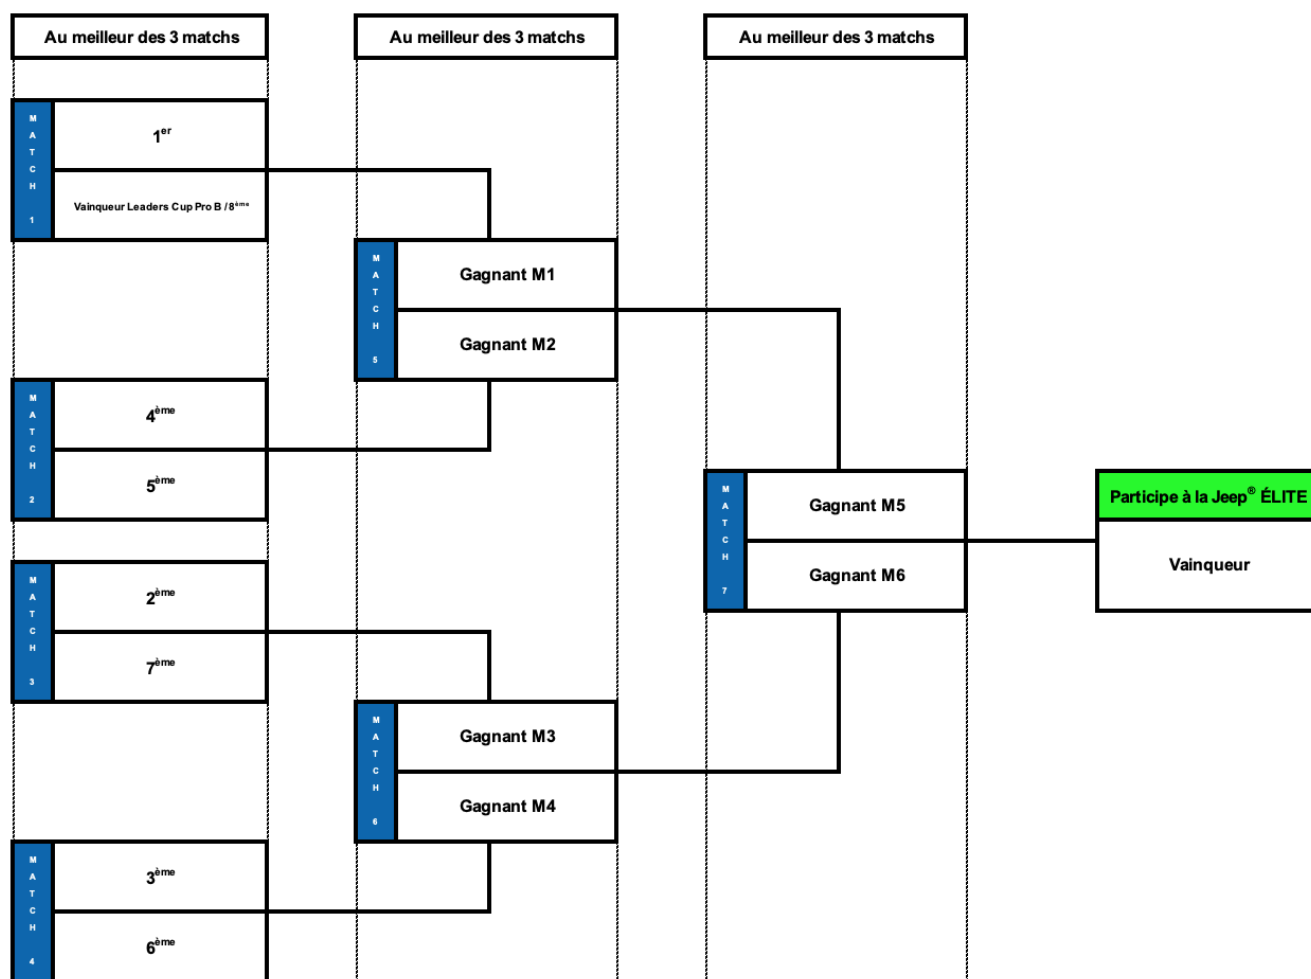 Au meilleur des 3 matchs
Au meilleur des 3 matchs
Au meilleur des 3 matchs
MATCH 1
1er
Vainqueur Leaders Cup Pro B / 8ème
MATCH 5
Gagnant M1
Gagnant M2
MATCH 2
4ème
5ème
MATCH 7
Gagnant M5
Gagnant M6
Participe à la Jeep® ÉLITE
Vainqueur
MATCH 3
2ème
7ème
MATCH 6
Gagnant M3
Gagnant M4
MATCH 4
3ème
6ème